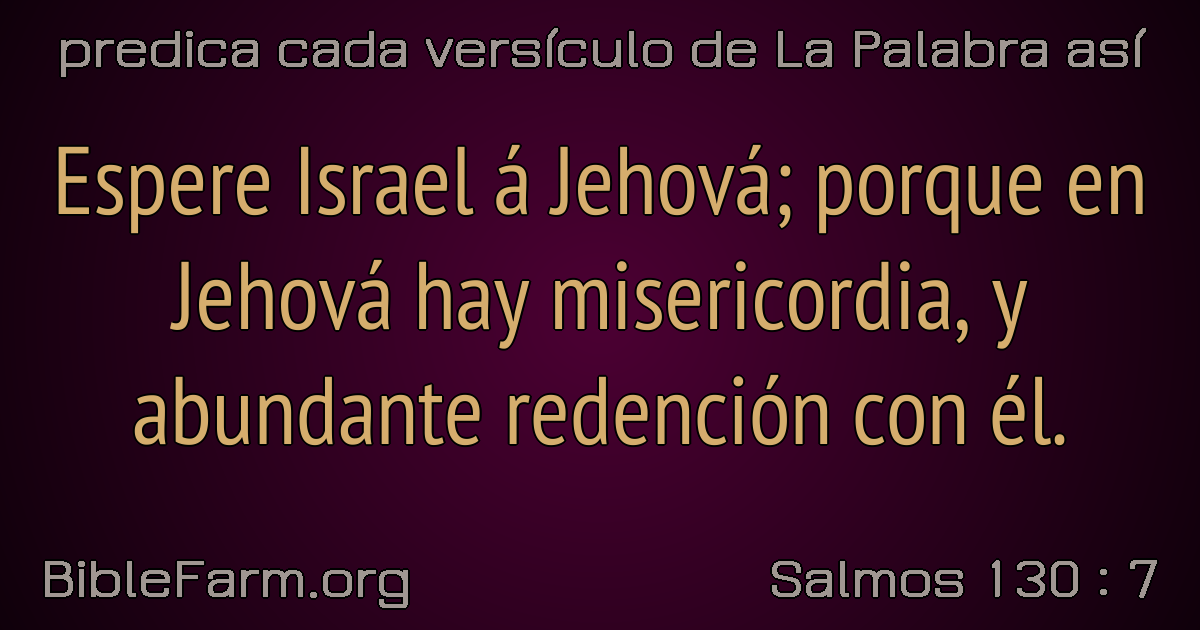 predica cada versículo de La Palabra así
Espere Israel á Jehová; porque en
Jehová hay misericordia, y
abundante redención con él.
BibleFarm.org
Salmos 130 : 7